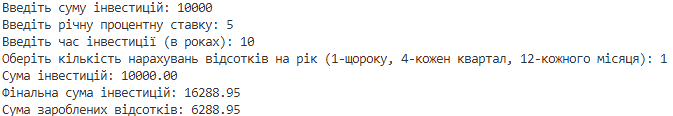 Введіть суму інвестицій: 10000
Введіть річну процентну ставку: 5
Введіть час інвестиції (в роках): 10
Оберіть кількість нарахувань відсотків на рік (1-щороку, 4-кожен квартал, 12-кожного місяця): 1
Сума інвестицій: 10000.00
Фінальна сума інвестицій: 16288.95
Сума зароблених відсотків: 6288.95